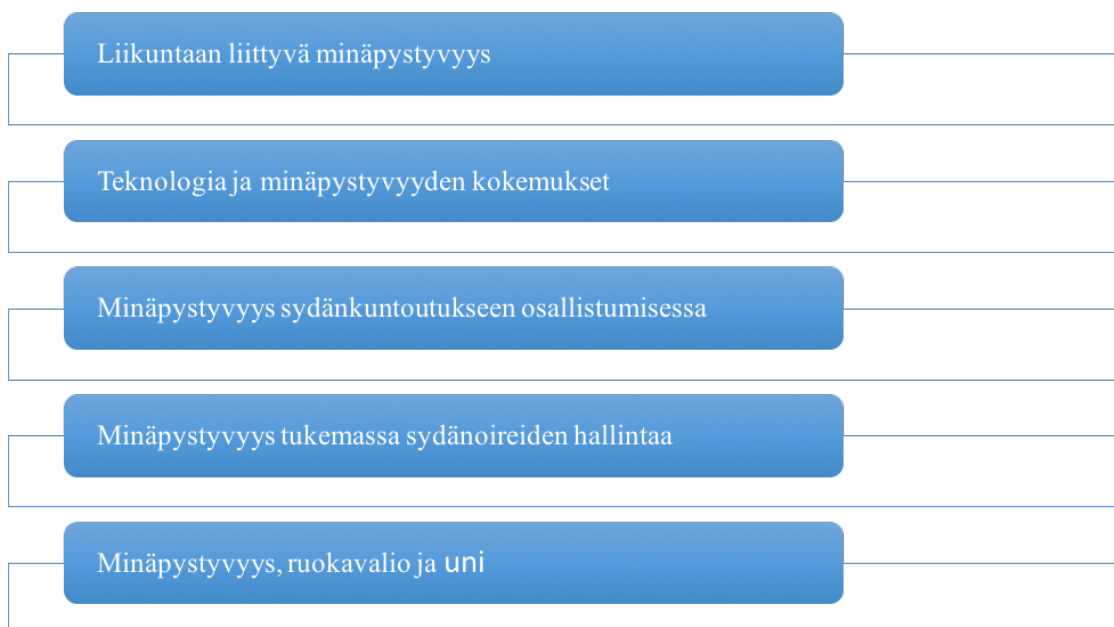 Liikuntaan liittyvä minäpystyvyys
Teknologia ja minäpystyvyyden kokemukset
Minäpystyvyys sydänkuntoutukseen osallistumisessa
Minäpystyvyys tukemassa sydänoireiden hallintaa
Minäpystyvyys, ruokavalio ja uni